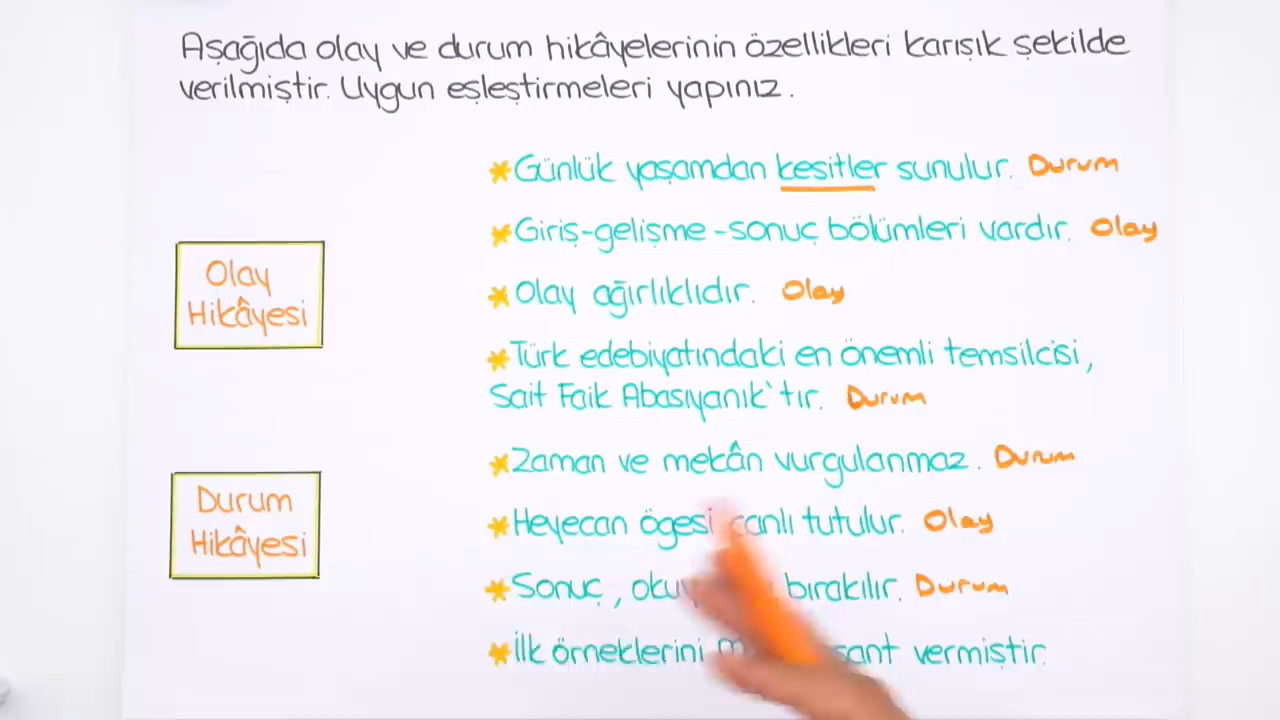 Aşağıda olay ve durum hikâyelerinin özellikleri karışık şekilde
verilmiştir. Uygun eşleştirmeleri yapınız.
*Günlük yaşamdan kesitler sunulur. Durum
*Giriş-gelişme-sonuç bölümleri vardır. Olay
Olay
Hikâyesi
*Olay ağırlıklıdır. Olay
*Türk edebiyatındaki en önemli temsilcisi,
Sait Faik Abasıyanık'tır. Durum
*Zaman ve mekân vurgulanmaz. Durum
Durum
Hikâyesi
*Heyecan ögesi canlı tutulur. Olay
*Sonuç, bırakılır. Durum
*İlk örneklerini vermiştir.